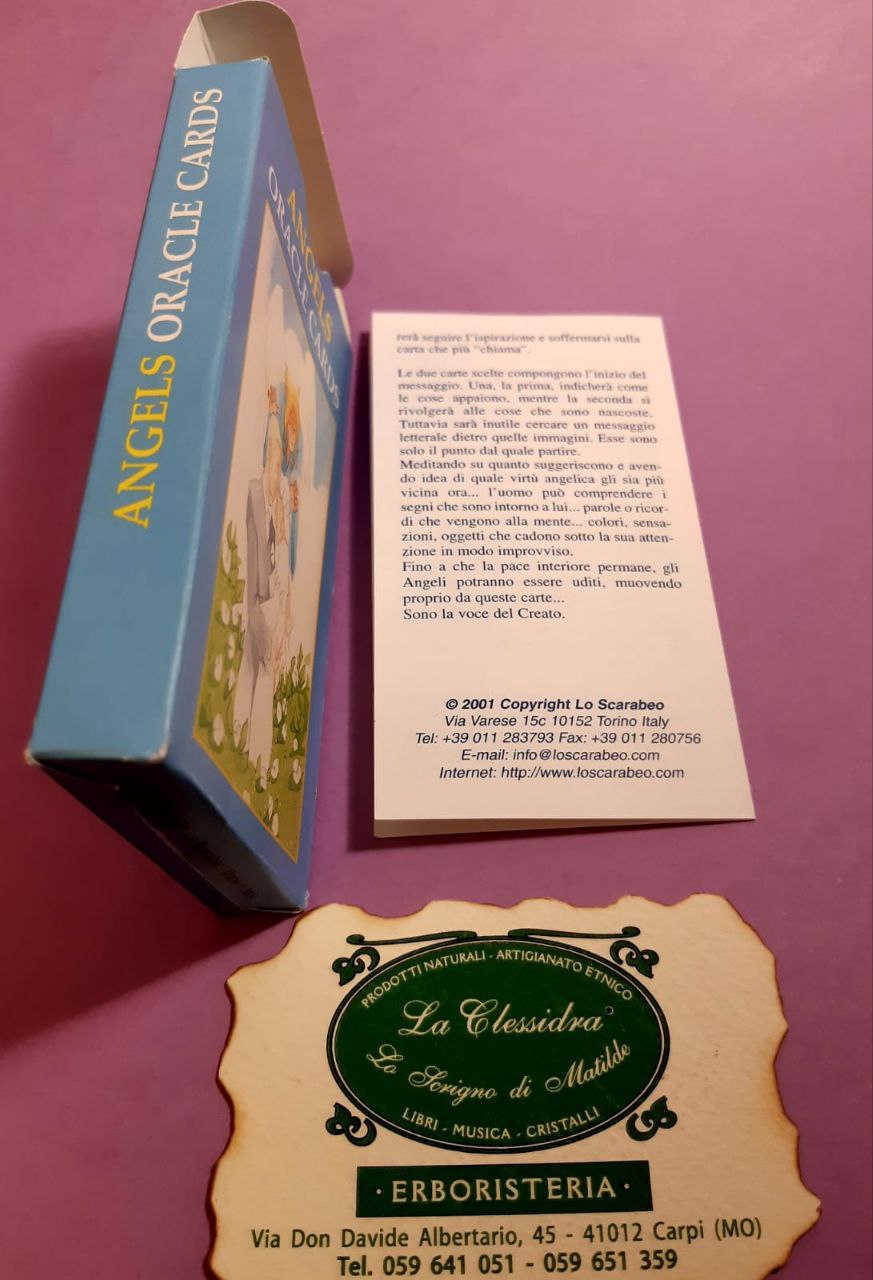 ANGELS ORACLE CARDS
ANGELS
ORACLE CARDS
rerà seguire l'ispirazione e soffermarsi sulla
carta che più "chiama".
Le due carte scelte compongono l'inizio del
messaggio. Una, la prima, indicherà come
le cose appaiono, mentre la seconda si
rivolgerà alle cose che sono nascoste.
Tuttavia sarà inutile cercare un messaggio
letterale dietro quelle immagini. Esse sono
solo il punto dal quale partire.
Meditando su quanto suggeriscono e aven-
do idea di quale virtù angelica gli sia più
vicina ora... l'uomo può comprendere i
segni che sono intorno a lui... parole o ricor-
di che vengono alla mente... colori, sensa-
zioni, oggetti che cadono sotto la sua atten-
zione in modo improvviso.
Fino a che la pace interiore permane, gli
Angeli potranno essere uditi, muovendo
proprio da queste carte...
Sono la voce del Creato.
© 2001 Copyright Lo Scarabeo
Via Varese 15c 10152 Torino Italy
Tel: +39 011 283793 Fax: +39 011 280756
E-mail: info@loscarabeo.com
Internet: http://www.loscarabeo.com
PRODOTTI NATURALI - ARTIGIANATO ETNICO
La Clessidra
Lo Scrigno di Matilde
LIBRI - MUSICA - CRISTALLI
· ERBORISTERIA ·
Via Don Davide Albertario, 45 - 41012 Carpi (MO)
Tel. 059 641 051 - 059 651 359